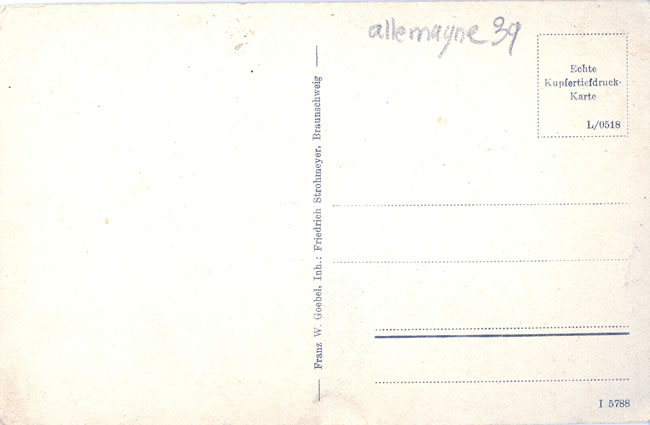 allemagne 39
Echte
Kupfertiefdruck-
Karte
L/0518
Franz W. Goebel, Inh.: Friedrich Strohmeyer, Braunschweig
I 5788